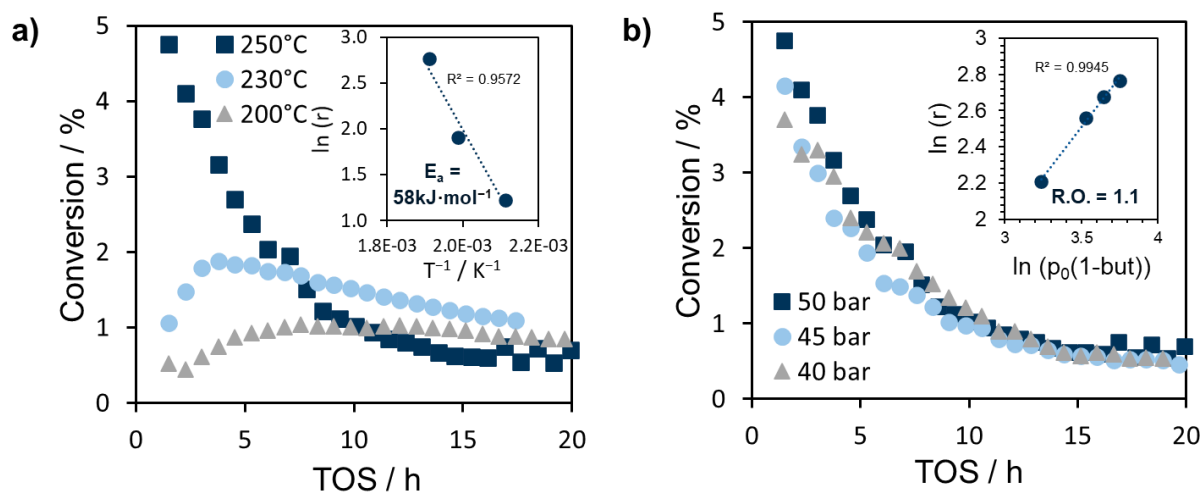 a)
5
4
3
2
1
0
Conversion / %
0
5
10
15
20
TOS / h
250°C
230°C
200°C
3.0
2.5
2.0
1.5
1.0
ln (r)
R² = 0.9572
Eₐ =
58kJ·mol⁻¹
1.8E-03
2.0E-03
2.2E-03
T⁻¹ / K⁻¹
b)
5
4
3
2
1
0
Conversion / %
0
5
10
15
20
TOS / h
50 bar
45 bar
40 bar
3
2.8
2.6
2.4
2.2
2
ln (r)
R² = 0.9945
R.O. = 1.1
3
3.5
4
ln (p₀(1-but))